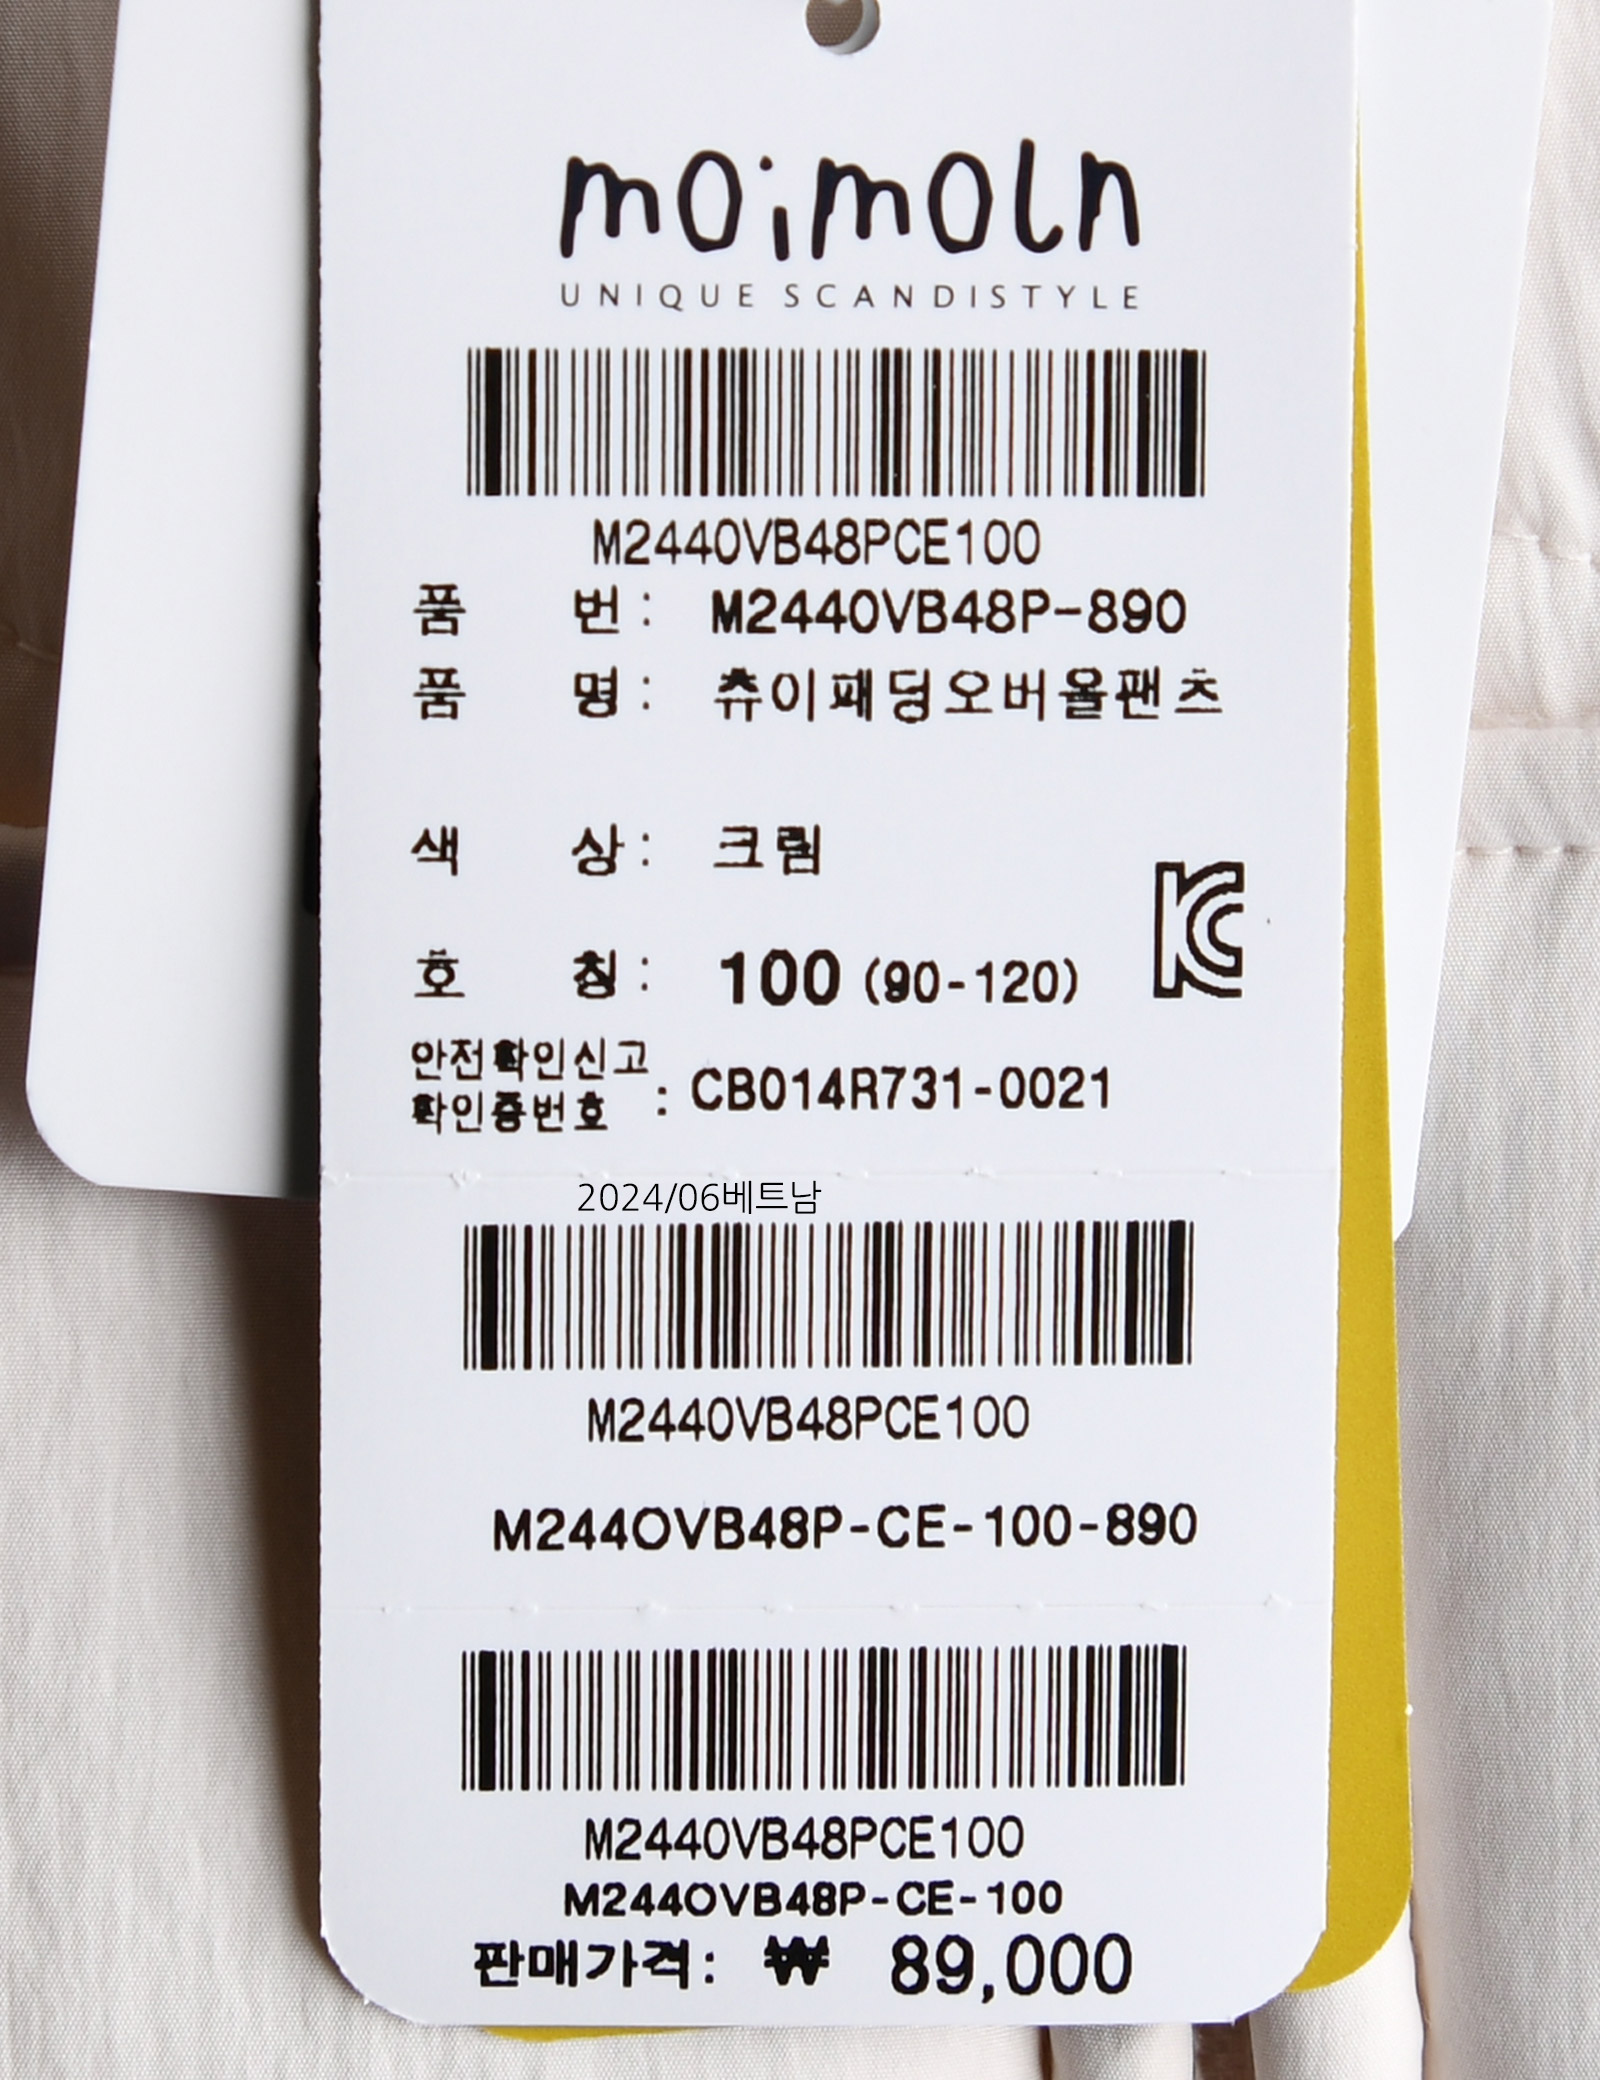 moimoln
UNIQUE SCANDISTYLE
M2440VB48PCE100
품 번 : M2440VB48P-890
품 명 : 츄이패딩오버올팬츠
색 상 : 크림
호 칭 : 100 (90-120)
안전확인신고
확인증번호 : CB014R731-0021
2024/06베트남
M2440VB48PCE100
M244OVB48P-CE-100-890
M2440VB48PCE100
M244OVB48P-CE-100
판매가격: ₩ 89,000